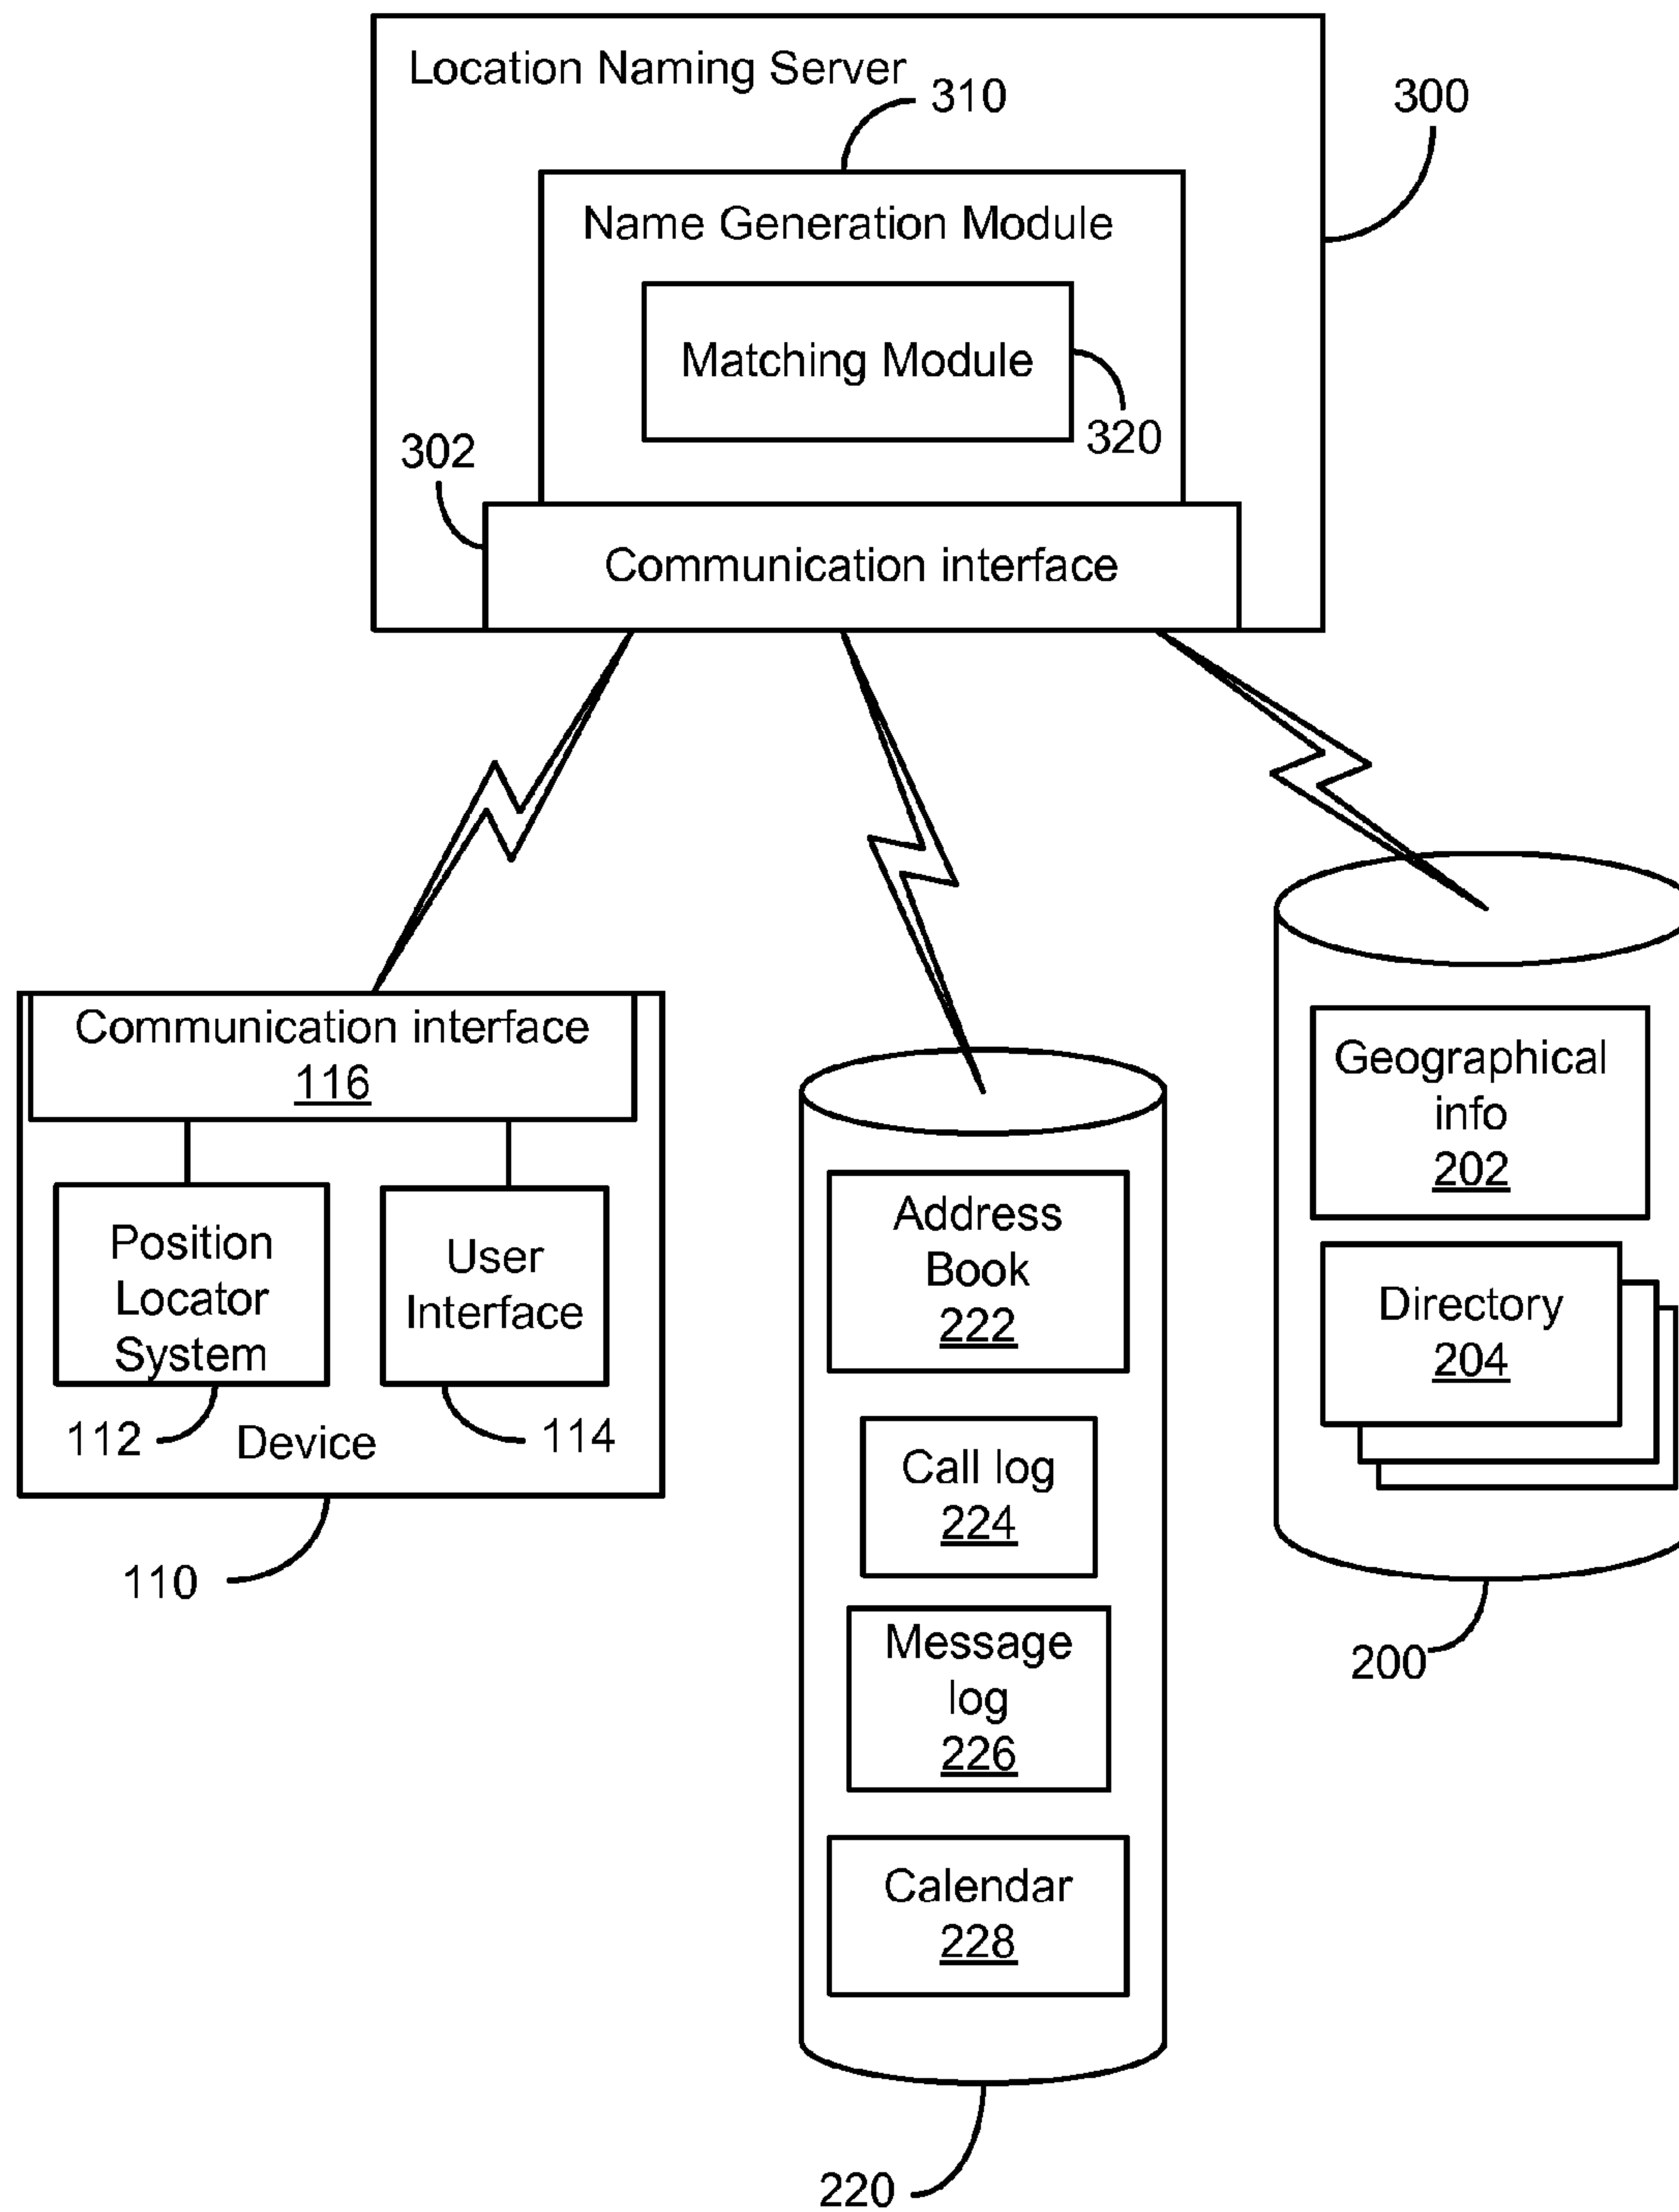 Location Naming Server
310
300
Name Generation Module
Matching Module
320
302
Communication interface
Communication interface
116
Position
Locator
System
User
Interface
112
Device
114
110
Address
Book
222
Call log
224
Message
log
226
Calendar
228
220
Geographical
info
202
Directory
204
200